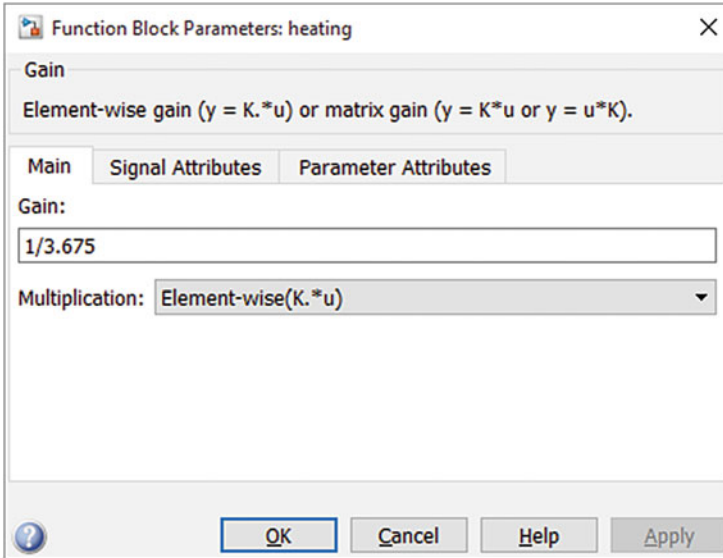 Function Block Parameters: heating
Gain
Element-wise gain (y = K.*u) or matrix gain (y = K*u or y = u*K).
Main Signal Attributes Parameter Attributes
Gain:
1/3.675
Multiplication: Element-wise(K.*u)
OK Cancel Help Apply